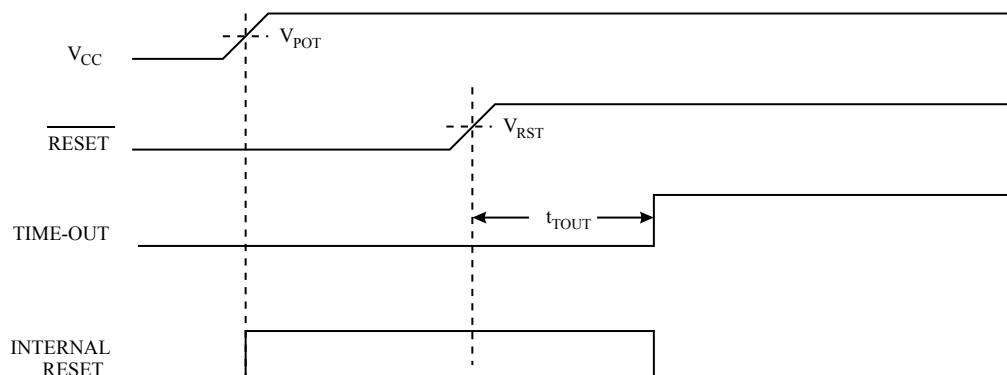 V_CC
V_POT
RESET
V_RST
TIME-OUT
t_TOUT
INTERNAL
RESET